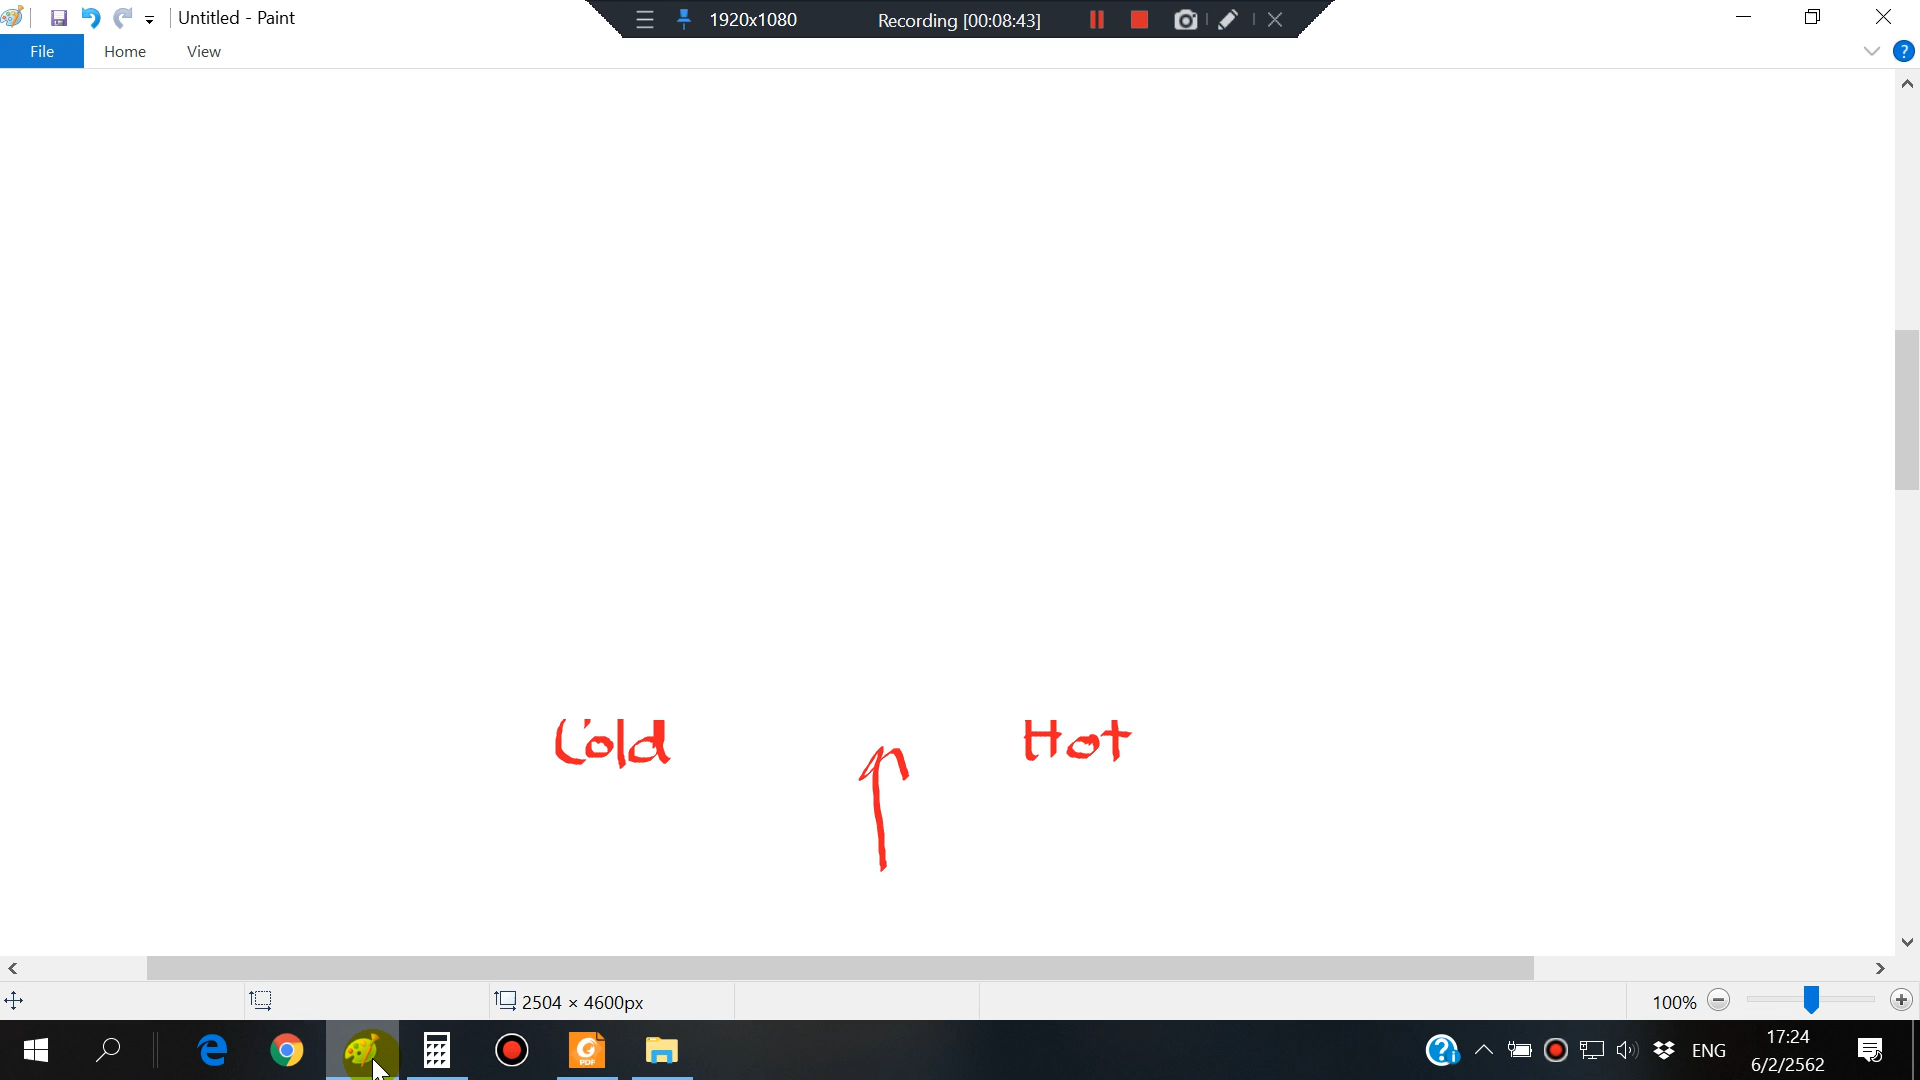 Untitled - Paint
1920x1080
Recording [00:08:43]
File
Home
View
?
Cold
Hot
2504 × 4600px
100%
PDF
ENG
17:24
6/2/2562